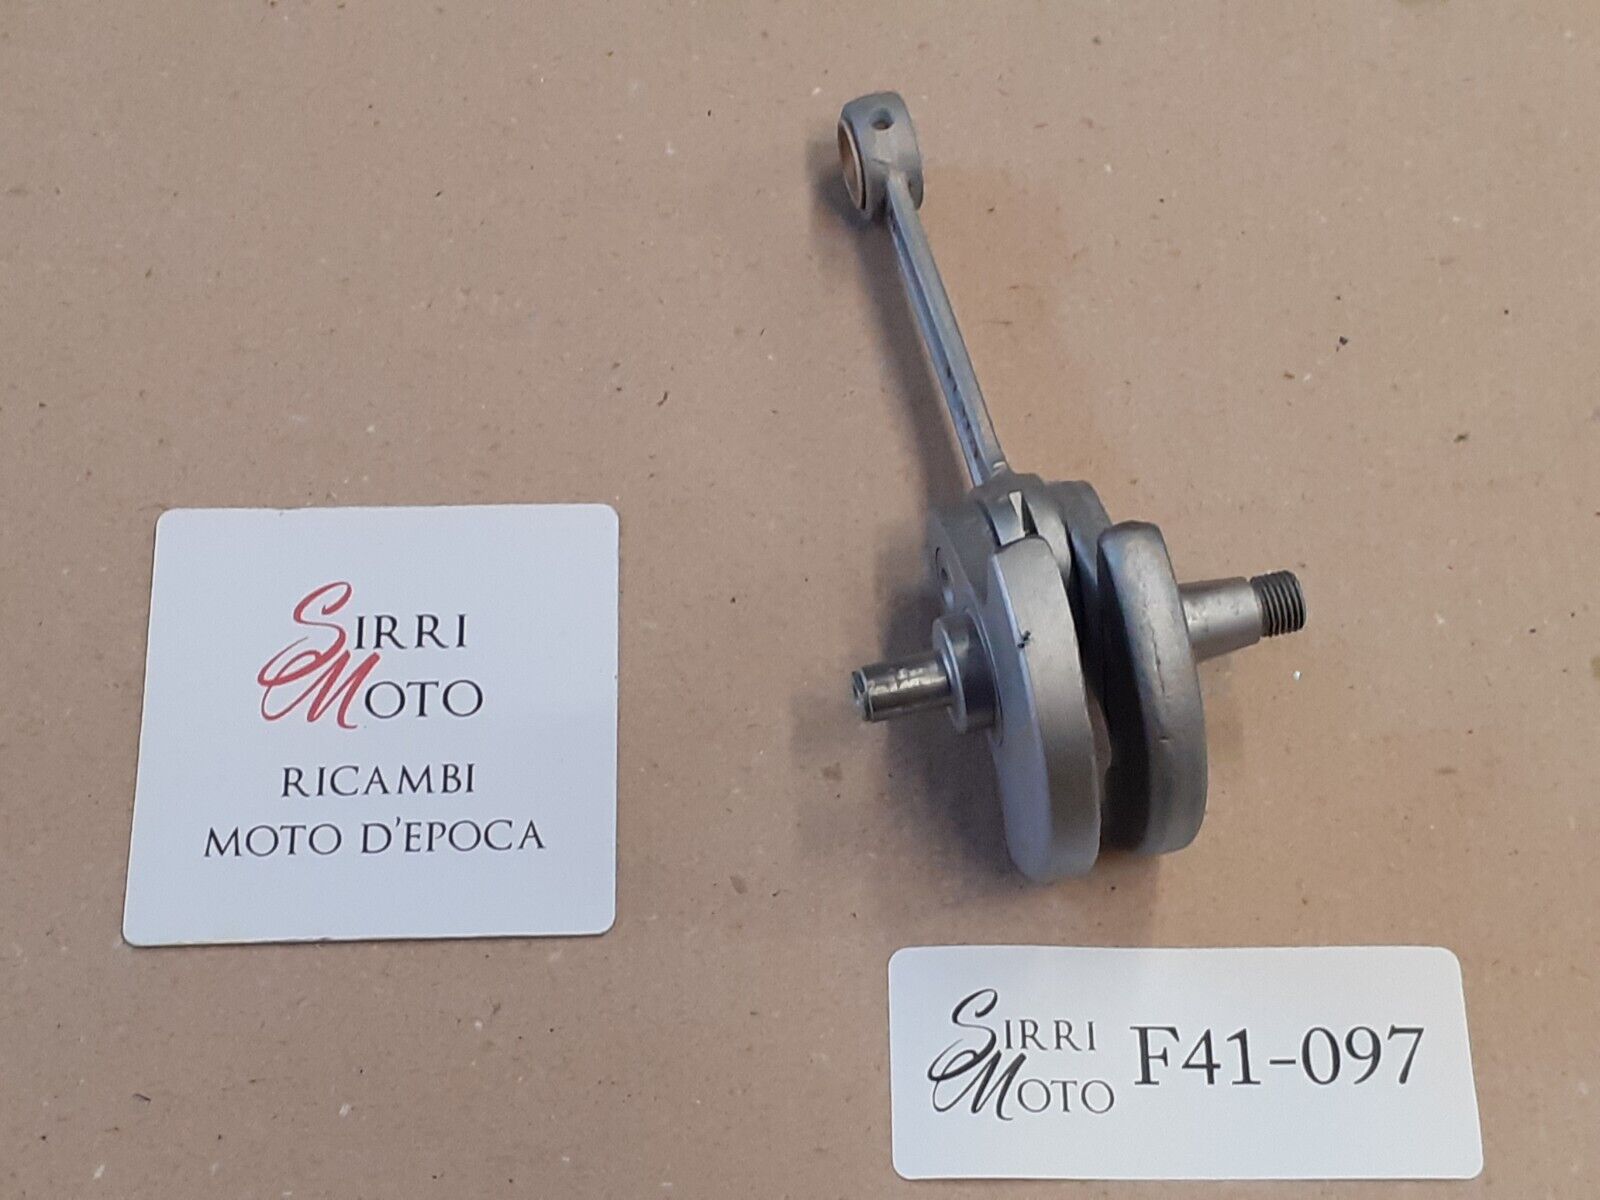 SIRRI
MOTO
RICAMBI
MOTO D'EPOCA
SIRRI
MOTO
F41-097